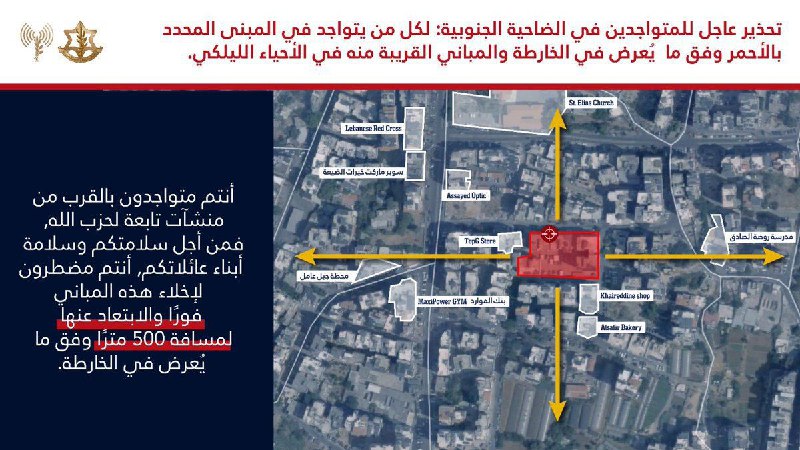 تحذير عاجل للمتواجدين في الضاحية الجنوبية: لكل من يتواجد في المبنى المحدد
بالأحمر وفق ما يُعرض في الخارطة والمباني القريبة منه في الأحياء الليلكي.
أنتم متواجدون بالقرب من
منشآت تابعة لحزب الله,
فمن أجل سلامتكم وسلامة
أبناء عائلاتكم, أنتم مضطرون
لإخلاء هذه المباني
فورًا والابتعاد عنها
لمسافة 500 مترًا وفق ما
يُعرض في الخارطة.
St. Elias Church
Lebanese Red Cross
سوبر ماركت خيرات الضيعة
Assayed Optic
TopG Store
مدرسة روضة الصادق
محطة جبل عامل
MaxiPower GYM
بنك الموارد
Khaireddine shop
Alsafir Bakery